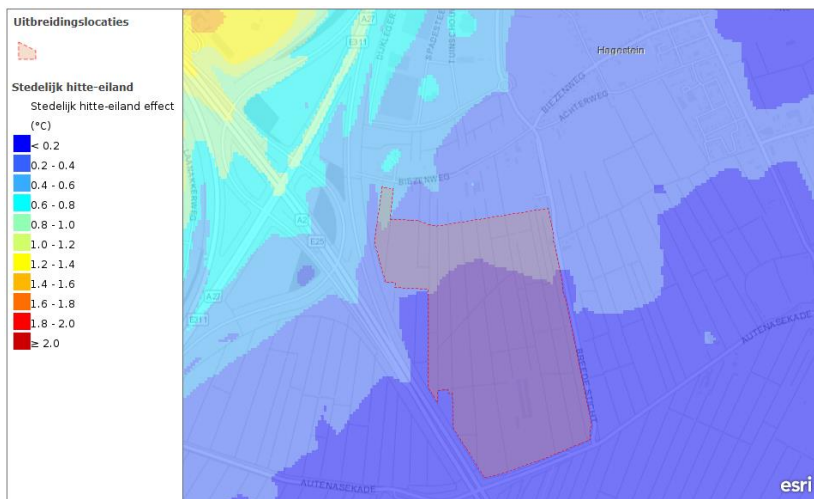 Uitbreidingslocaties
Stedelijk hitte-eiland
Stedelijk hitte-eiland effect
(°C)
< 0.2
0.2 - 0.4
0.4 - 0.6
0.6 - 0.8
0.8 - 1.0
1.0 - 1.2
1.2 - 1.4
1.4 - 1.6
1.6 - 1.8
1.8 - 2.0
≥ 2.0
A27
E311
Hagestein
BIEZENWEG
ACHTERWEG
BIEZENWEG
A2
E25
A27
E311
BREEDE STICHT
AUTENASEKADE
AUTENASEKADE
esri